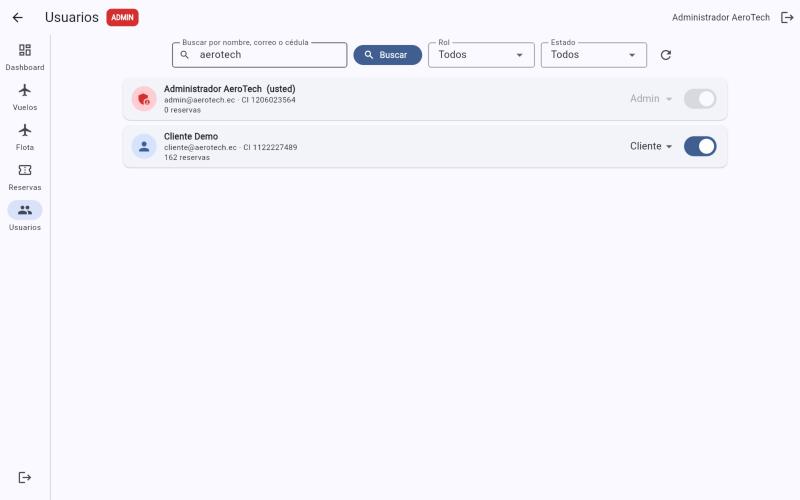 Usuarios ADMIN
Administrador AeroTech
Dashboard
Vuelos
Flota
Reservas
Usuarios
Buscar por nombre, correo o cédula
aerotech
Buscar
Rol
Todos
Estado
Todos
Administrador AeroTech (usted)
admin@aerotech.ec · CI 1206023564
0 reservas
Admin
Cliente Demo
cliente@aerotech.ec · CI 1122227489
162 reservas
Cliente